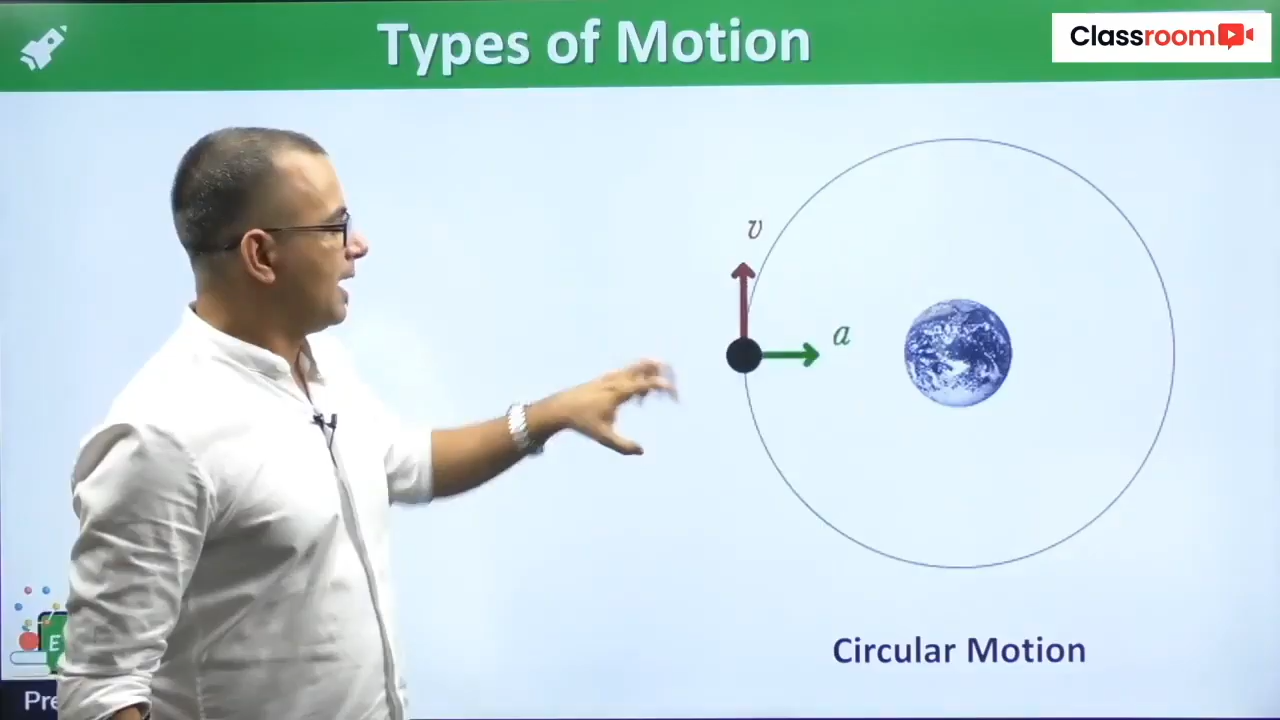 Types of Motion
Classroom
v
a
Circular Motion
E
Pre